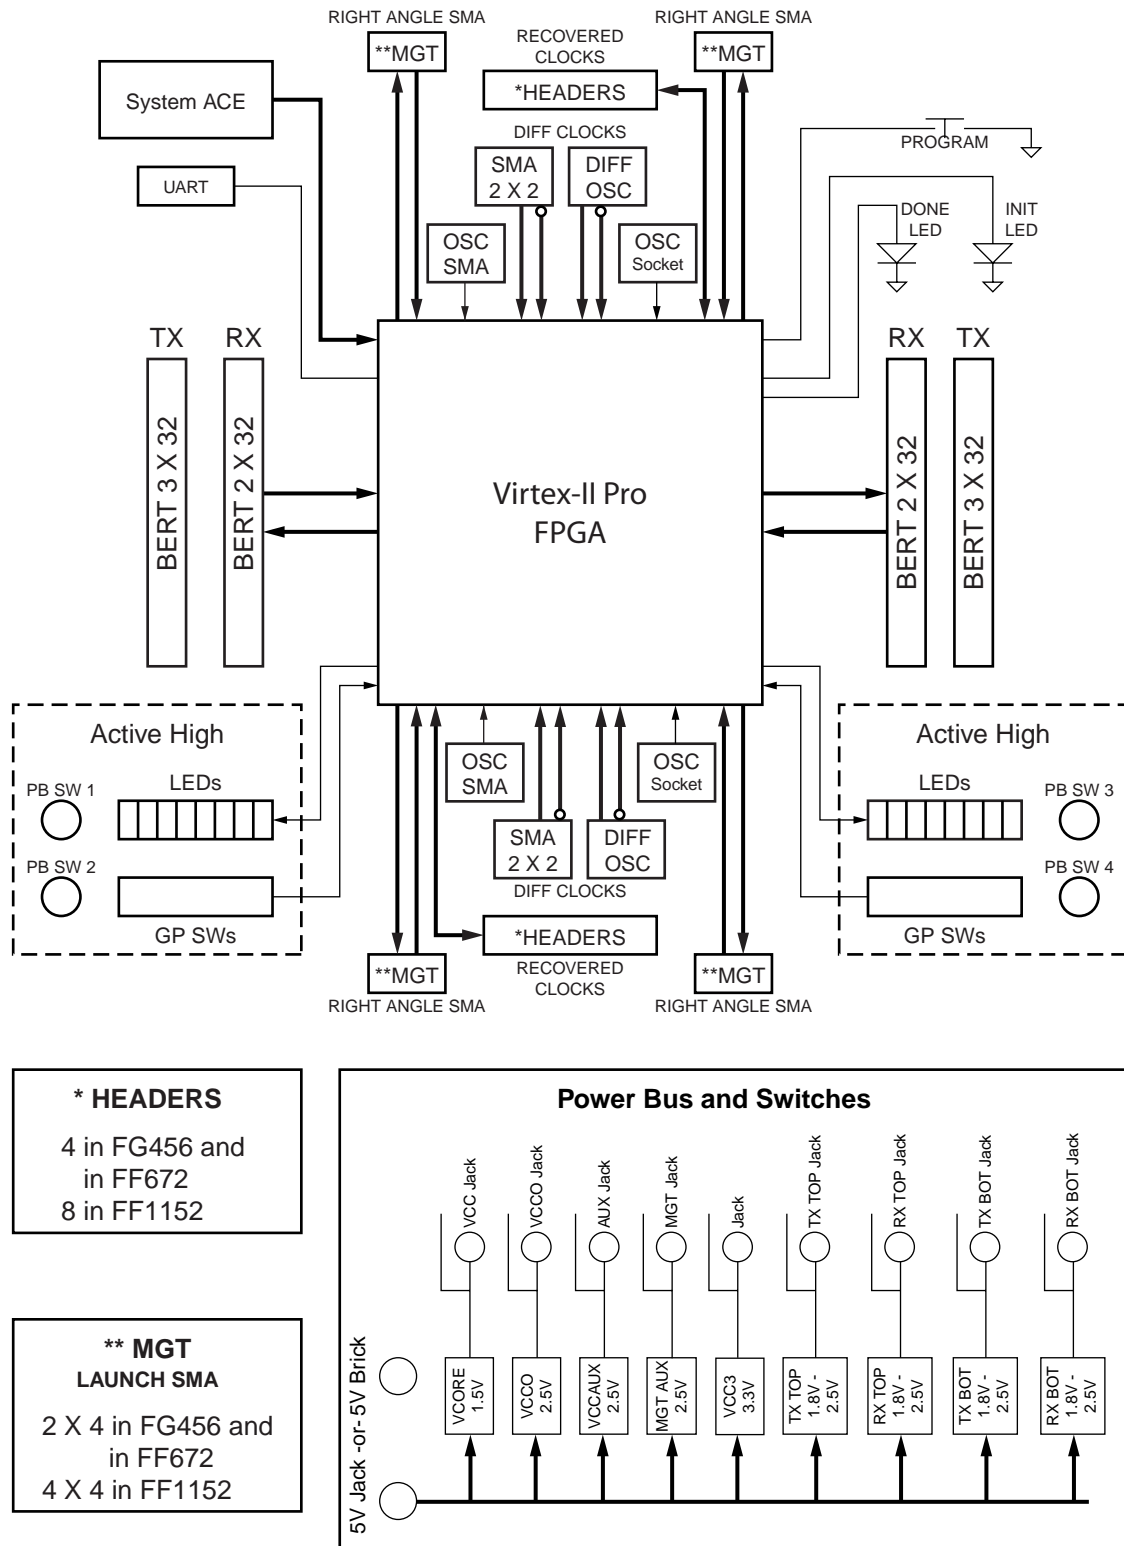 RIGHT ANGLE SMA
**MGT
RECOVERED
CLOCKS
*HEADERS
RIGHT ANGLE SMA
**MGT
System ACE
UART
DIFF CLOCKS
SMA
2 X 2
DIFF
OSC
OSC
SMA
OSC
Socket
PROGRAM
DONE
LED
INIT
LED
TX
RX
BERT 3 X 32
BERT 2 X 32
Virtex-II Pro
FPGA
RX
TX
BERT 2 X 32
BERT 3 X 32
Active High
PB SW 1
LEDs
PB SW 2
GP SWs
OSC
SMA
OSC
Socket
SMA
2 X 2
DIFF
OSC
DIFF CLOCKS
*HEADERS
RECOVERED
CLOCKS
**MGT
RIGHT ANGLE SMA
**MGT
RIGHT ANGLE SMA
Active High
LEDs
PB SW 3
PB SW 4
GP SWs
* HEADERS
4 in FG456 and
in FF672
8 in FF1152
** MGT
LAUNCH SMA
2 X 4 in FG456 and
in FF672
4 X 4 in FF1152
Power Bus and Switches
5V Jack -or- 5V Brick
VCC Jack
VCCO Jack
AUX Jack
MGT Jack
Jack
TX TOP Jack
RX TOP Jack
TX BOT Jack
RX BOT Jack
VCORE
1.5V
VCCO
2.5V
VCCAUX
2.5V
MGT AUX
2.5V
VCC3
3.3V
TX TOP
1.8V -
2.5V
RX TOP
1.8V -
2.5V
TX BOT
1.8V -
2.5V
RX BOT
1.8V -
2.5V